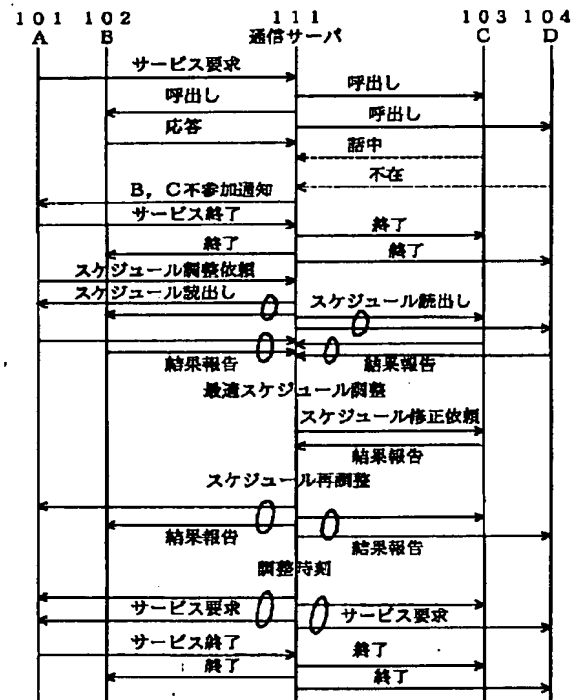 101 102 111 103 104
A B 通信サーバ C D
サービス要求
呼出し
呼出し
呼出し
応答
話中
不在
B，C不参加通知
サービス終了
終了
終了
終了
スケジュール調整依頼
スケジュール読出し
スケジュール読出し
結果報告
結果報告
最適スケジュール調整
スケジュール修正依頼
結果報告
スケジュール再調整
結果報告
結果報告
調整時刻
サービス要求
サービス要求
サービス終了
終了
終了
終了